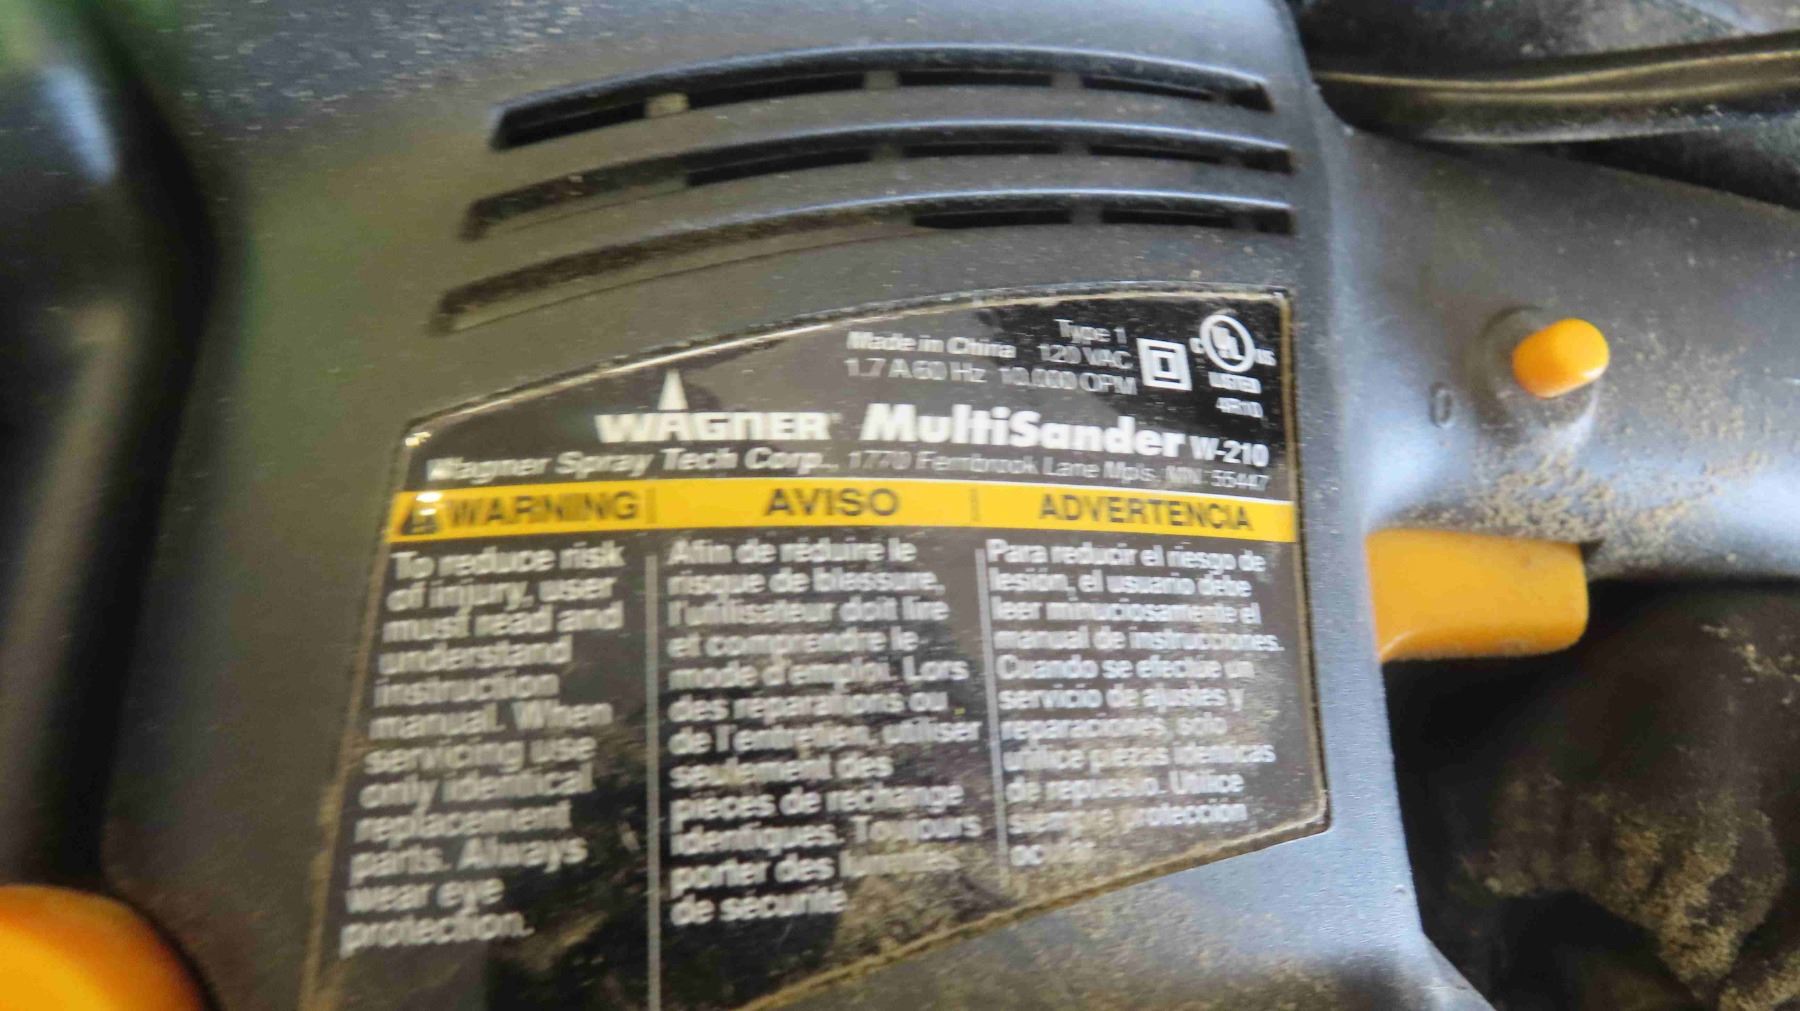 Type 1
Made in China 120 VAC
1.7 A 60 Hz 10,000 OPM
C UL US
LISTED
WAGNER MultiSander W-210
Wagner Spray Tech Corp., 1770 Fernbrook Lane Mpls. MN 55447
WARNING
To reduce risk
of injury, user
must read and
understand
instruction
manual. When
servicing use
only identical
replacement
parts. Always
wear eye
protection.
AVISO
Afin de réduire le
risque de blessure,
l'utilisateur doit lire
et comprendre le
mode d'emploi. Lors
des réparations ou
de l'entretien, utiliser
seulement des
pièces de rechange
identiques. Toujours
porter des lunettes
de sécurité
ADVERTENCIA
Para reducir el riesgo de
lesión, el usuario debe
leer minuciosamente el
manual de instrucciones.
Cuando se efectúe un
servicio de ajustes y
reparaciones, solo
utilice piezas identicas
de repuesto. Utilice
siempre protección